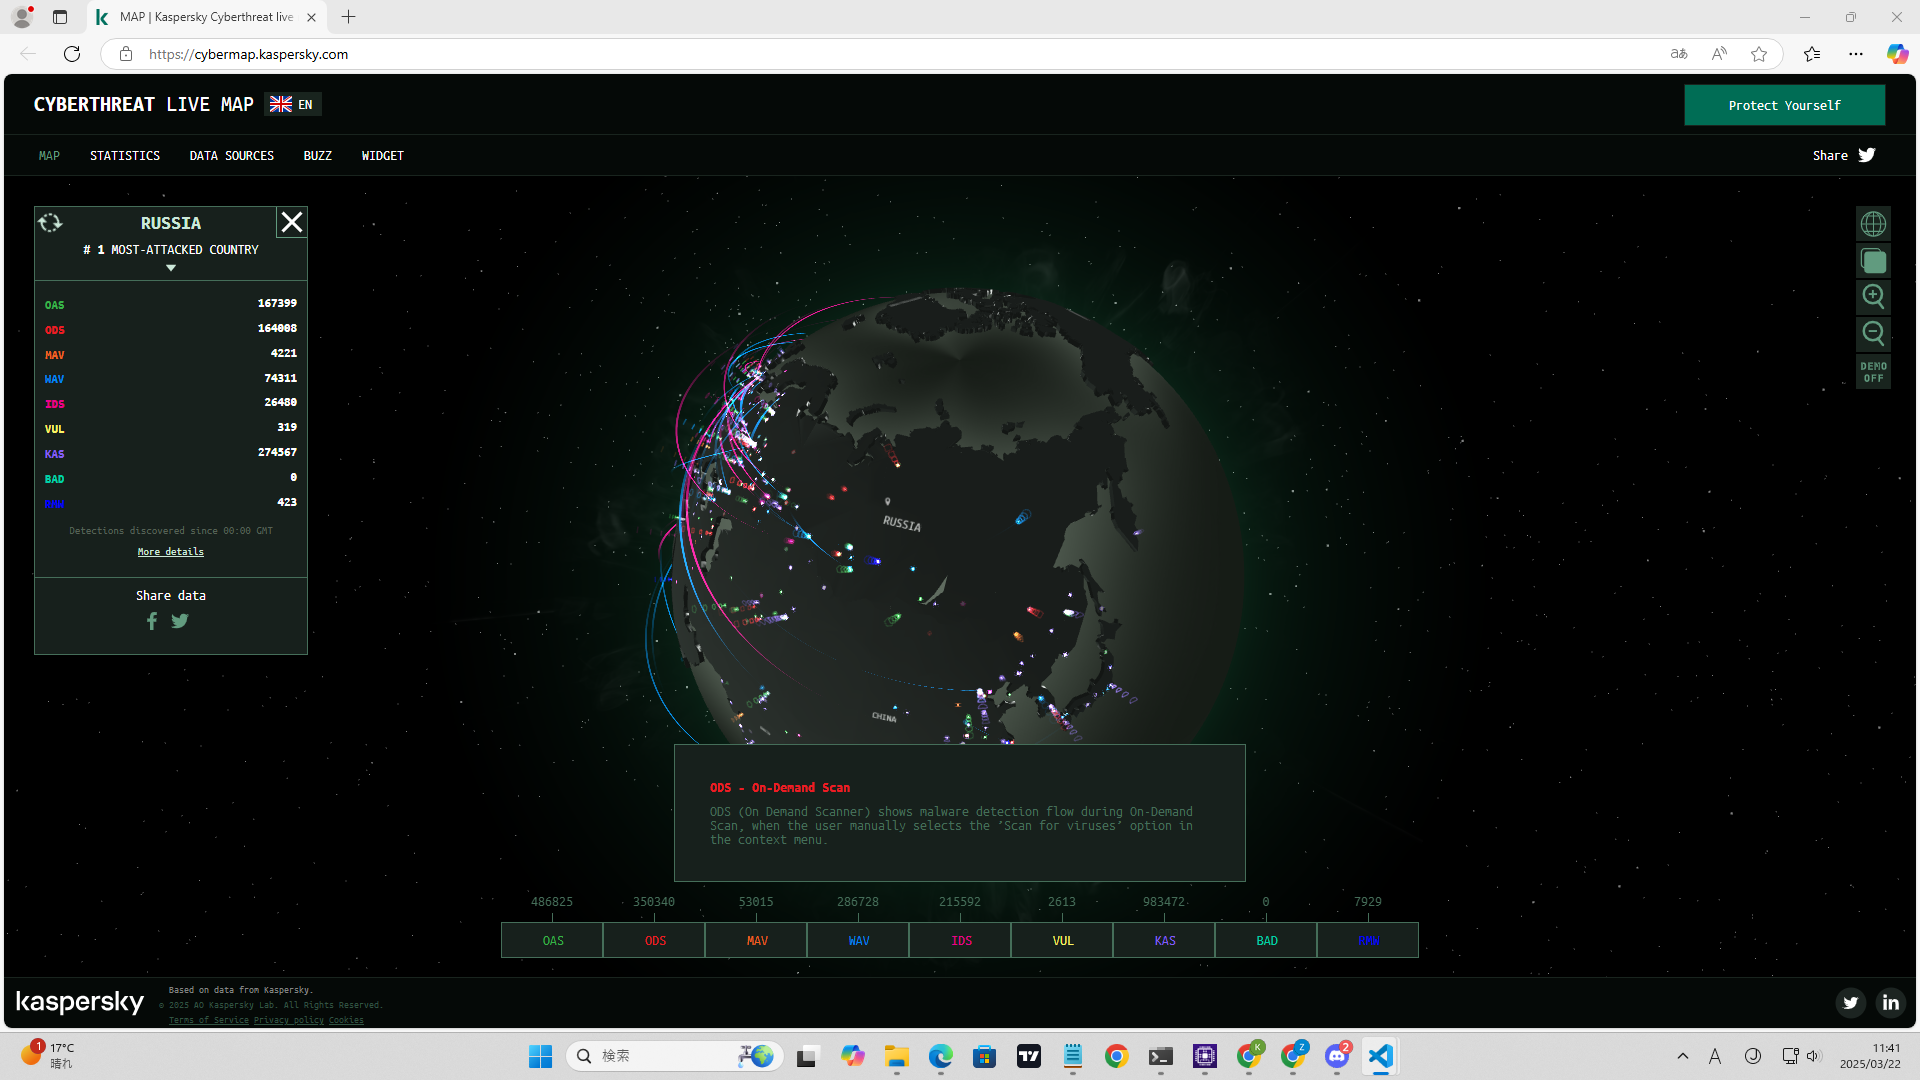 MAP | Kaspersky Cyberthreat live
https://cybermap.kaspersky.com
CYBERTHREAT LIVE MAP EN
Protect Yourself
MAP STATISTICS DATA SOURCES BUZZ WIDGET
Share
RUSSIA
# 1 MOST-ATTACKED COUNTRY
OAS 167399
ODS 164008
MAV 4221
WAV 74311
IDS 26480
VUL 319
KAS 274567
BAD 0
RMW 423
Detections discovered since 00:00 GMT
More details
Share data
DEMO
OFF
RUSSIA
CHINA
ODS - On-Demand Scan
ODS (On Demand Scanner) shows malware detection flow during On-Demand
Scan, when the user manually selects the 'Scan for viruses' option in
the context menu.
486825 350340 53015 286728 215592 2613 983472 0 7929
OAS ODS MAV WAV IDS VUL KAS BAD RMW
kaspersky
Based on data from Kaspersky.
© 2025 AO Kaspersky Lab. All Rights Reserved.
Terms of Service Privacy policy Cookies
1
17°C
晴れ
検索
K
Z
2
A
11:41
2025/03/22